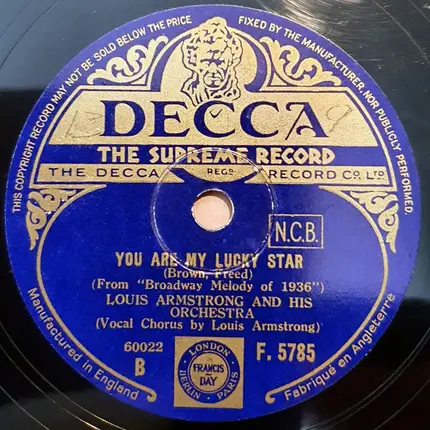 THIS COPYRIGHT RECORD MAY NOT BE SOLD BELOW THE PRICE
FIXED BY THE MANUFACTURER, NOR PUBLICLY PERFORMED.
DECCA
THE SUPREME RECORD
THE DECCA REGD RECORD CO. LTD
N.C.B.
YOU ARE MY LUCKY STAR
(Brown, Freed)
(From "Broadway Melody of 1936")
LOUIS ARMSTRONG AND HIS
ORCHESTRA
(Vocal Chorus by Louis Armstrong)
60022
B
LONDON
FRANCIS
DAY
BERLIN PARIS
F. 5785
Manufactured in England
Fabriqué en Angleterre